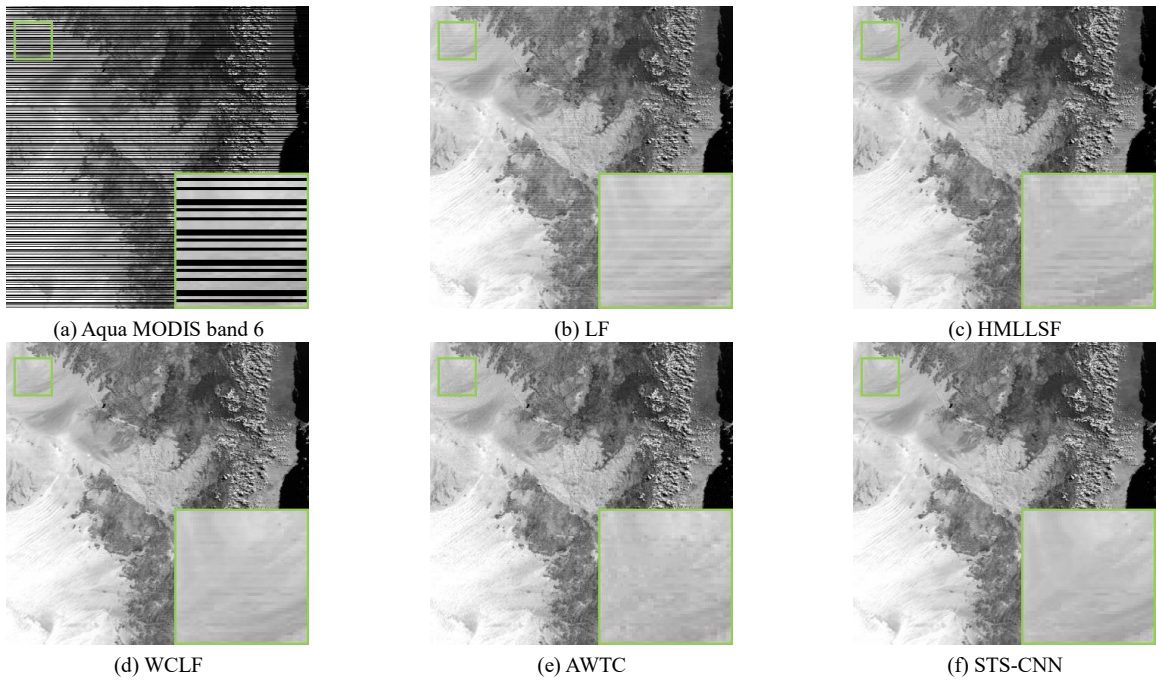 (a) Aqua MODIS band 6
(b) LF
(c) HMLLSF
(d) WCLF
(e) AWTC
(f) STS-CNN